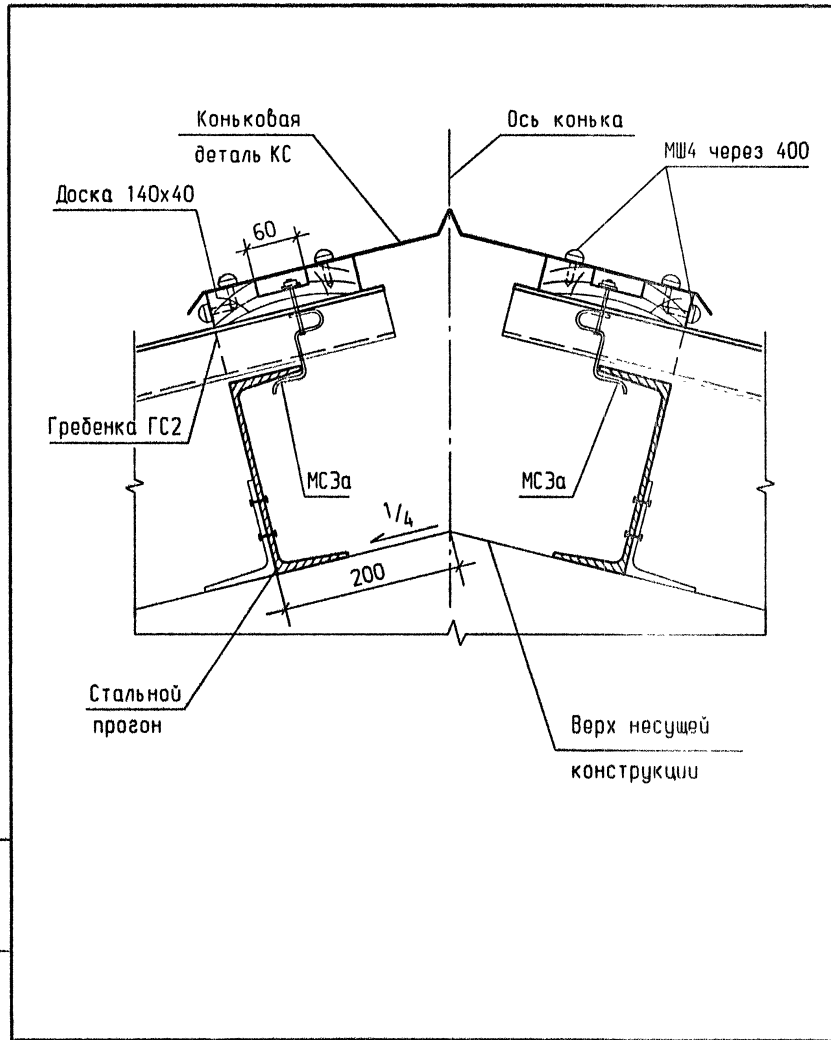 Коньковая
деталь КС
Ось конька
МШ4 через 400
Доска 140х40
60
Гребенка ГС2
МС3а
МС3а
1/4
200
Стальной
прогон
Верх несущей
конструкции